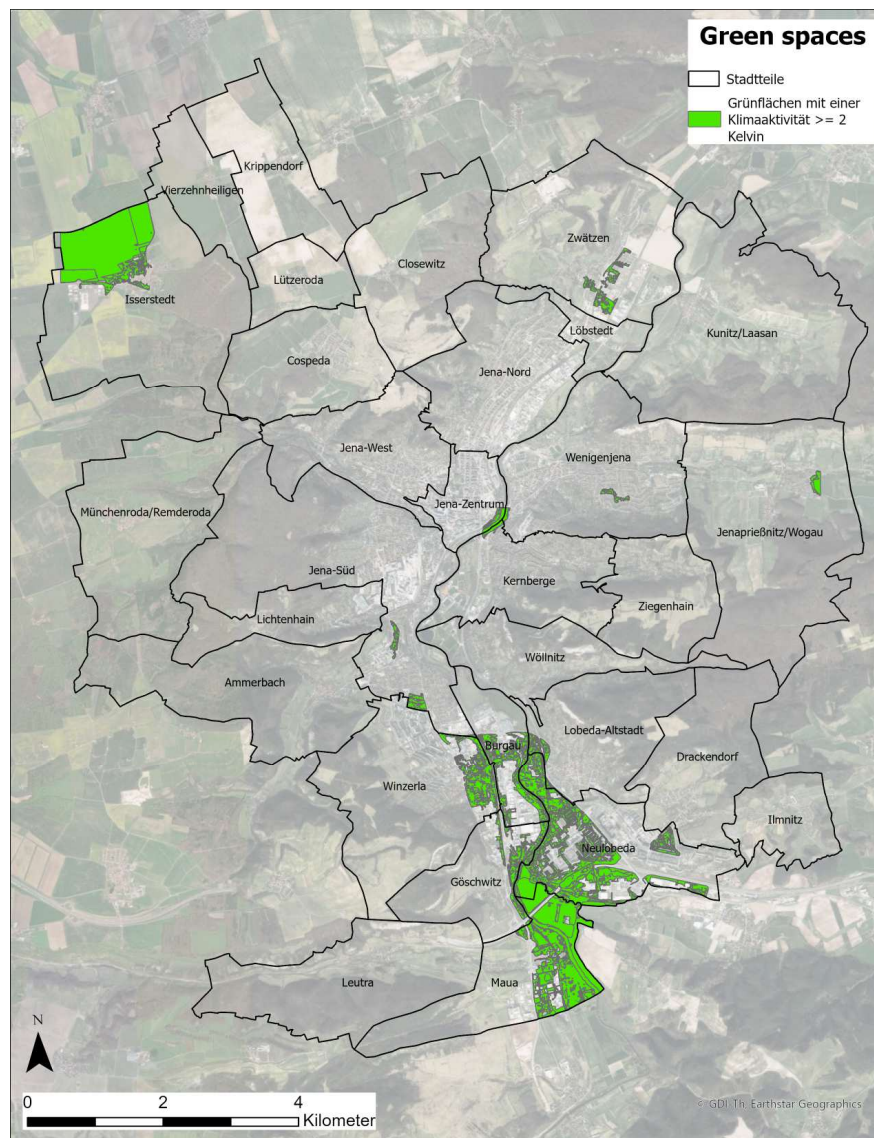 Green spaces
Stadtteile
Grünflächen mit einer
Klimaaktivität >= 2
Kelvin
Krippendorf
Vierzehnheiligen
Zwätzen
Closewitz
Lützeroda
Isserstedt
Löbstedt
Kunitz/Laasan
Cospeda
Jena-Nord
Jena-West
Wenigenjena
Jena-Zentrum
Münchenroda/Remderoda
Jenaprießnitz/Wogau
Jena-Süd
Kernberge
Ziegenhain
Lichtenhain
Wöllnitz
Ammerbach
Lobeda-Altstadt
Burgau
Drackendorf
Winzerla
Ilmnitz
Neulobeda
Göschwitz
Leutra
Maua
N
0 2 4
Kilometer
© GDI-Th, Earthstar Geographics